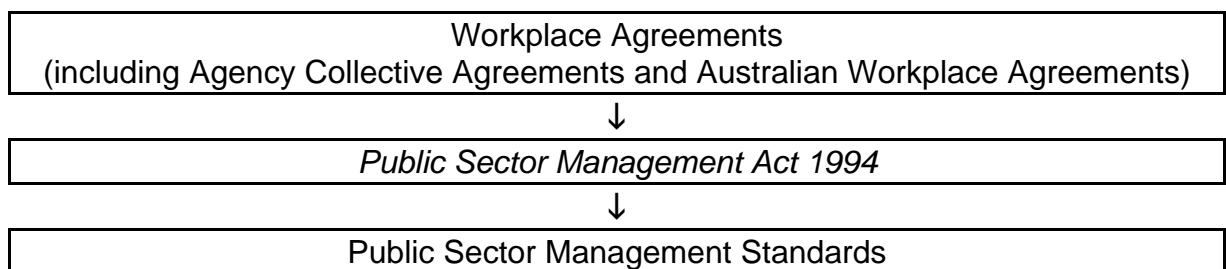 Workplace Agreements
(including Agency Collective Agreements and Australian Workplace Agreements)
↓
Public Sector Management Act 1994
↓
Public Sector Management Standards